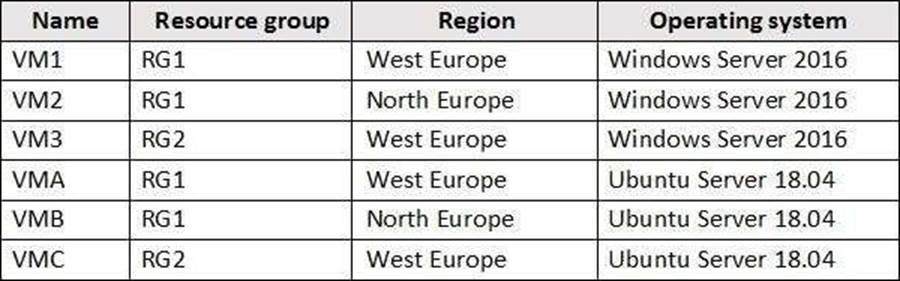 Name Resource group Region Operating system
VM1 RG1 West Europe Windows Server 2016
VM2 RG1 North Europe Windows Server 2016
VM3 RG2 West Europe Windows Server 2016
VMA RG1 West Europe Ubuntu Server 18.04
VMB RG1 North Europe Ubuntu Server 18.04
VMC RG2 West Europe Ubuntu Server 18.04